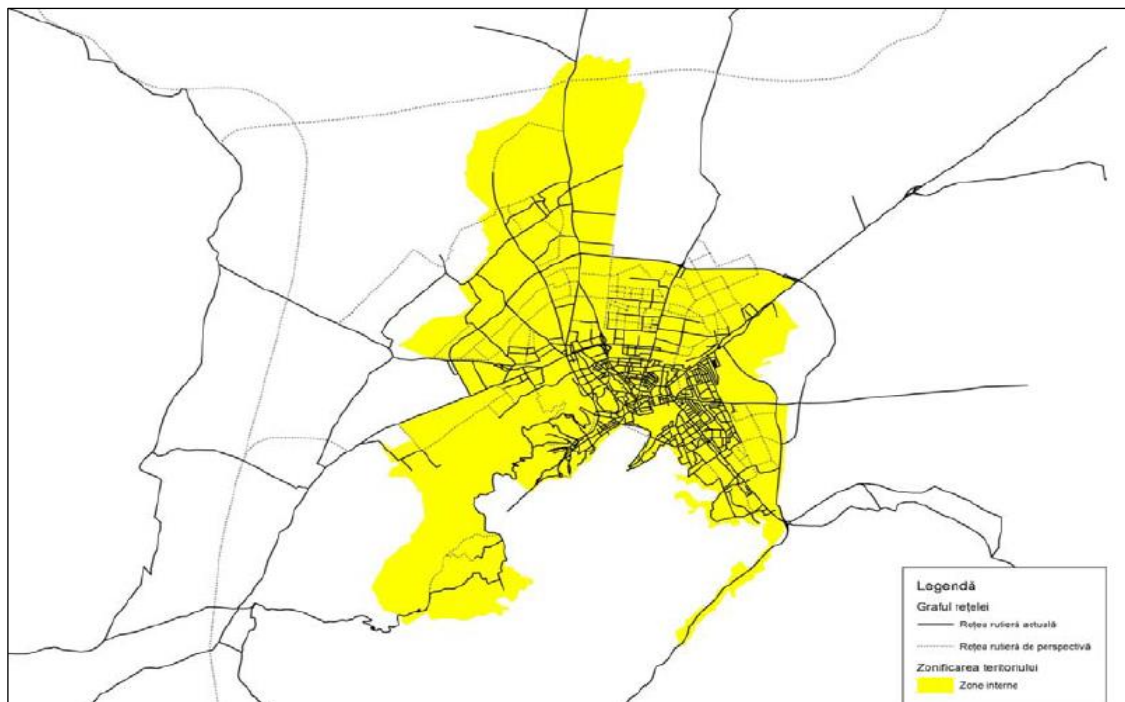 Legendă
Graful rețelei
Rețea rutieră actuală
Rețea rutieră de perspectivă
Zonificarea teritoriului
Zone interne